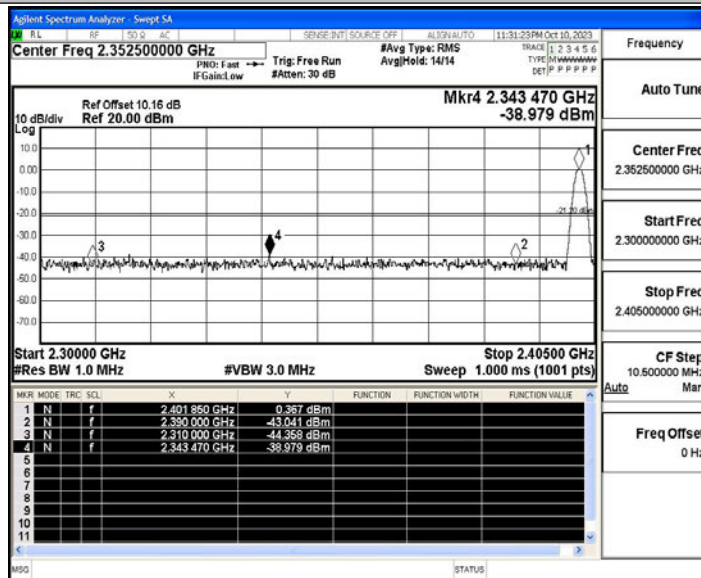 Agilent Spectrum Analyzer - Swept SA
RL RF 50 Ω AC SENSE:INT SOURCE OFF ALIGNAUTO 11:31:23PM Oct 10, 2023
Center Freq 2.352500000 GHz
PNO: Fast
IFGain:Low
Trig: Free Run
#Atten: 30 dB
#Avg Type: RMS
Avg|Hold: 14/14
TRACE 1 2 3 4 5 6
TYPE M WWWWW
DET P P P P P P
Mkr4 2.343 470 GHz
-38.979 dBm
Ref Offset 10.16 dB
10 dB/div Ref 20.00 dBm
Log
10.0
0.00
-10.0
-20.0
-30.0
-40.0
-50.0
-60.0
-70.0
1
2
3
4
-21.20 dBm
Start 2.30000 GHz Stop 2.40500 GHz
#Res BW 1.0 MHz #VBW 3.0 MHz Sweep 1.000 ms (1001 pts)
MKR MODE TRC SCL X Y FUNCTION FUNCTION WIDTH FUNCTION VALUE
1 N f 2.401 850 GHz 0.367 dBm
2 N f 2.390 000 GHz -43.041 dBm
3 N f 2.310 000 GHz -44.358 dBm
4 N f 2.343 470 GHz -38.979 dBm
5
6
7
8
9
10
11
MSG STATUS
Frequency
Auto Tune
Center Freq
2.352500000 GHz
Start Freq
2.300000000 GHz
Stop Freq
2.405000000 GHz
CF Step
10.500000 MHz
Auto Man
Freq Offset
0 Hz